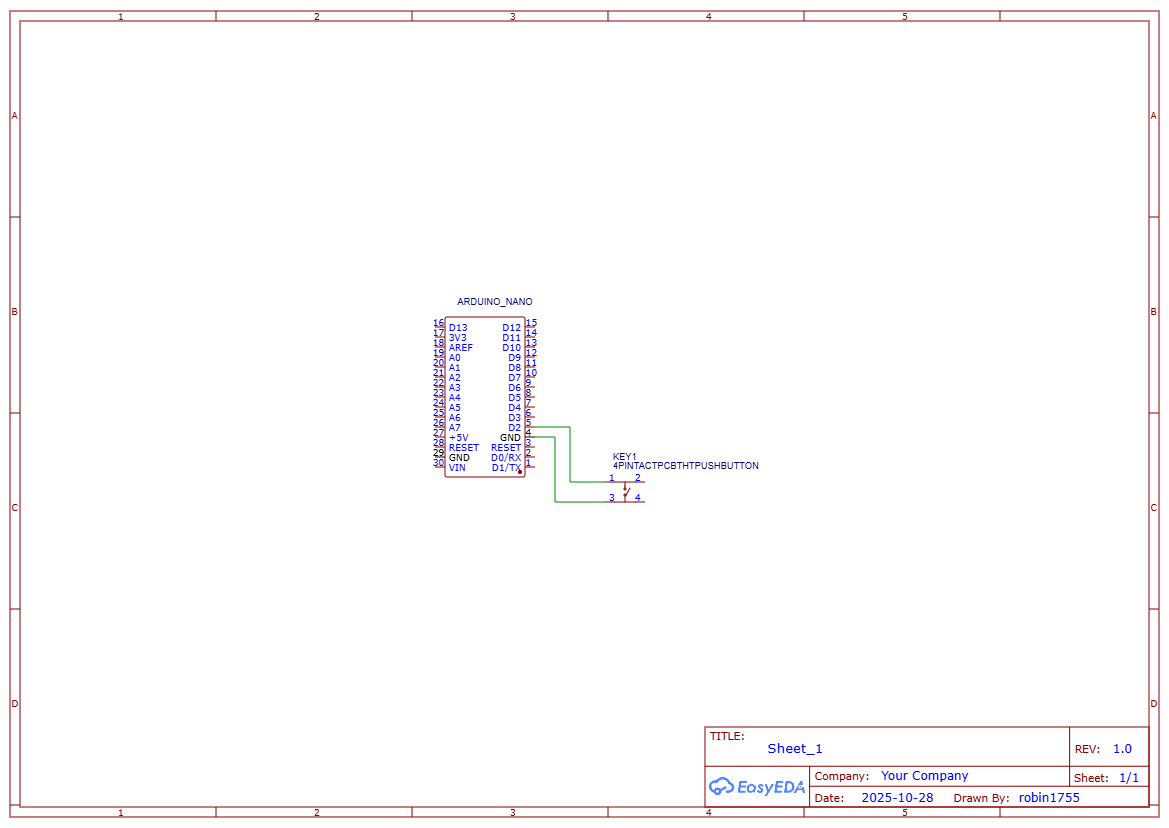 1 2 3 4 5
A A
ARDUINO_NANO
B B
16 D13 D12 15
17 3V3 D11 14
18 AREF D10 13
19 A0 D9 12
20 A1 D8 11
21 A2 D7 10
22 A3 D6 9
23 A4 D5 8
24 A5 D4 7
25 A6 D3 6
26 A7 D2 5
27 +5V GND 4
28 RESET RESET 3
29 GND D0/RX 2
30 VIN D1/TX 1
KEY1
4PINTACTPCBTHTPUSHBUTTON
1 2
3 4
C C
D D
TITLE:
Sheet_1
REV: 1.0
EasyEDA
Company: Your Company
Sheet: 1/1
Date: 2025-10-28 Drawn By: robin1755
1 2 3 4 5